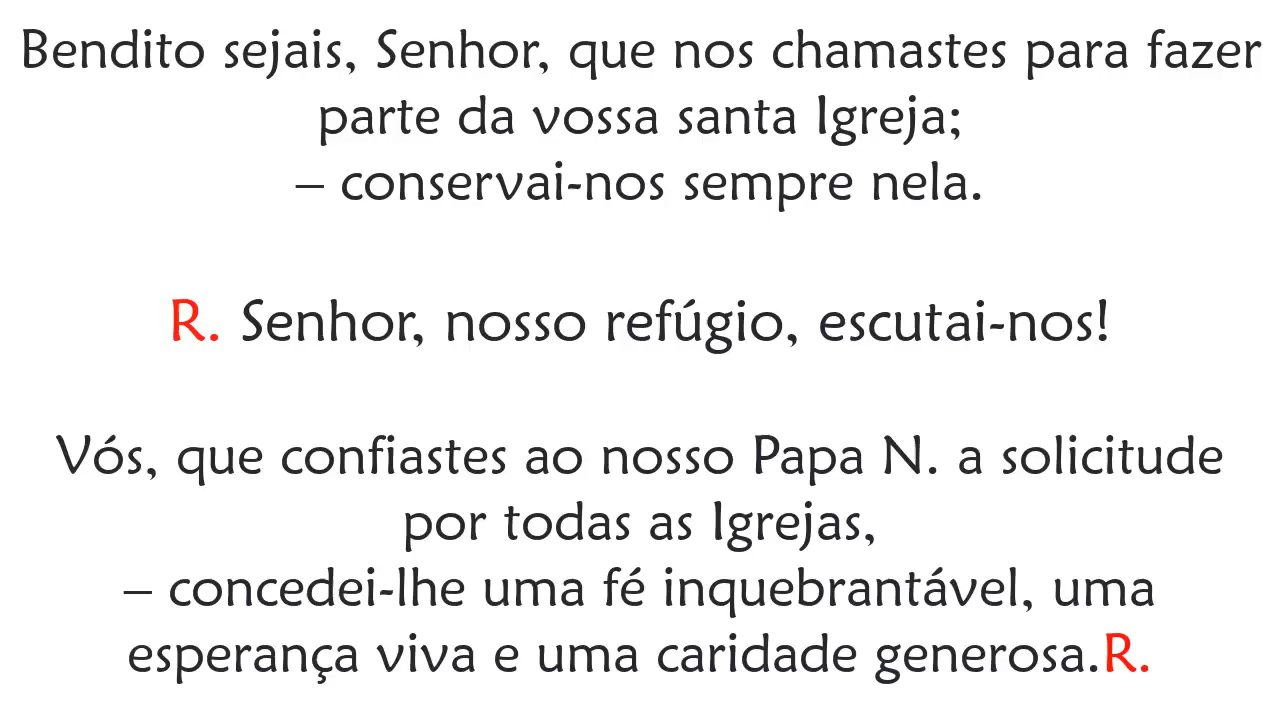 Bendito sejais, Senhor, que nos chamastes para fazer
parte da vossa santa Igreja;
– conservai-nos sempre nela.
R. Senhor, nosso refúgio, escutai-nos!
Vós, que confiastes ao nosso Papa N. a solicitude
por todas as Igrejas,
– concedei-lhe uma fé inquebrantável, uma
esperança viva e uma caridade generosa.R.